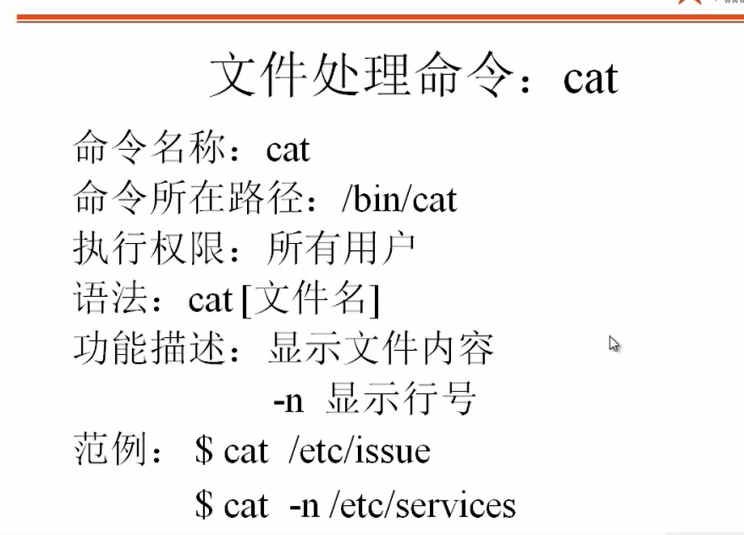 文件处理命令：cat
命令名称：cat
命令所在路径：/bin/cat
执行权限：所有用户
语法：cat [文件名]
功能描述：显示文件内容
-n 显示行号
范例： $ cat /etc/issue
$ cat -n /etc/services